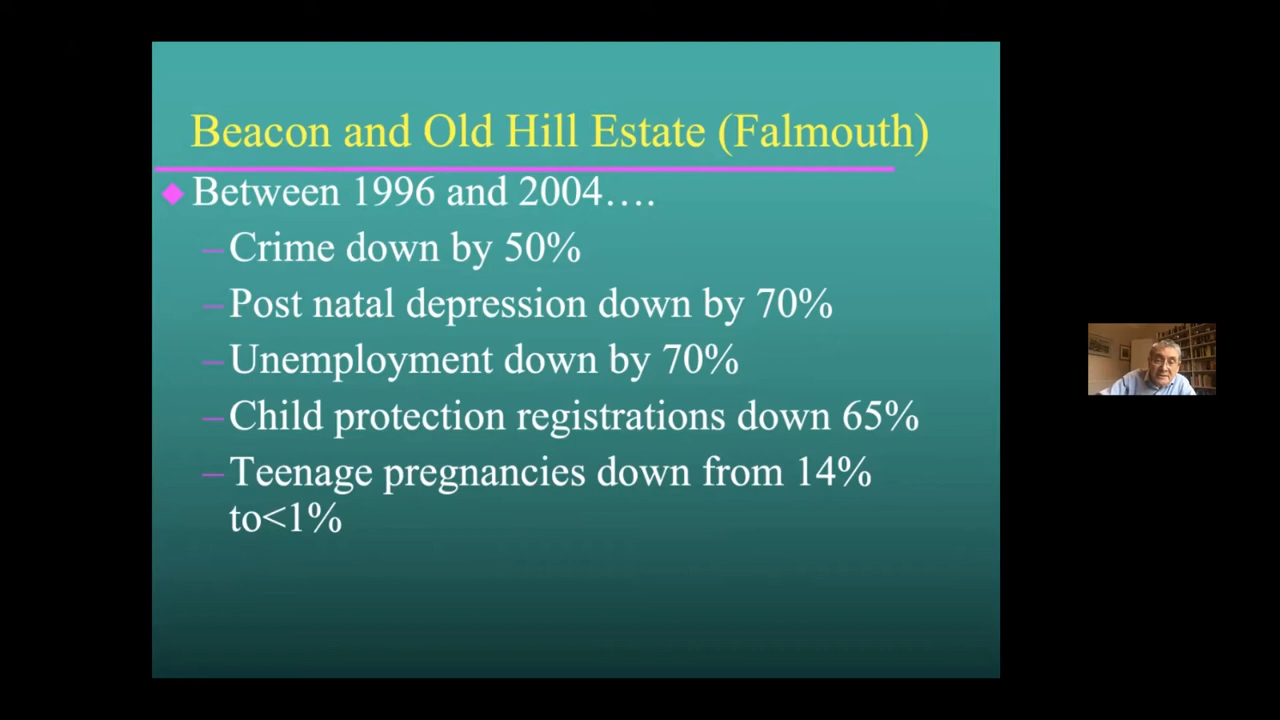 Beacon and Old Hill Estate (Falmouth)
Between 1996 and 2004….
–Crime down by 50%
–Post natal depression down by 70%
–Unemployment down by 70%
–Child protection registrations down 65%
–Teenage pregnancies down from 14%
to<1%